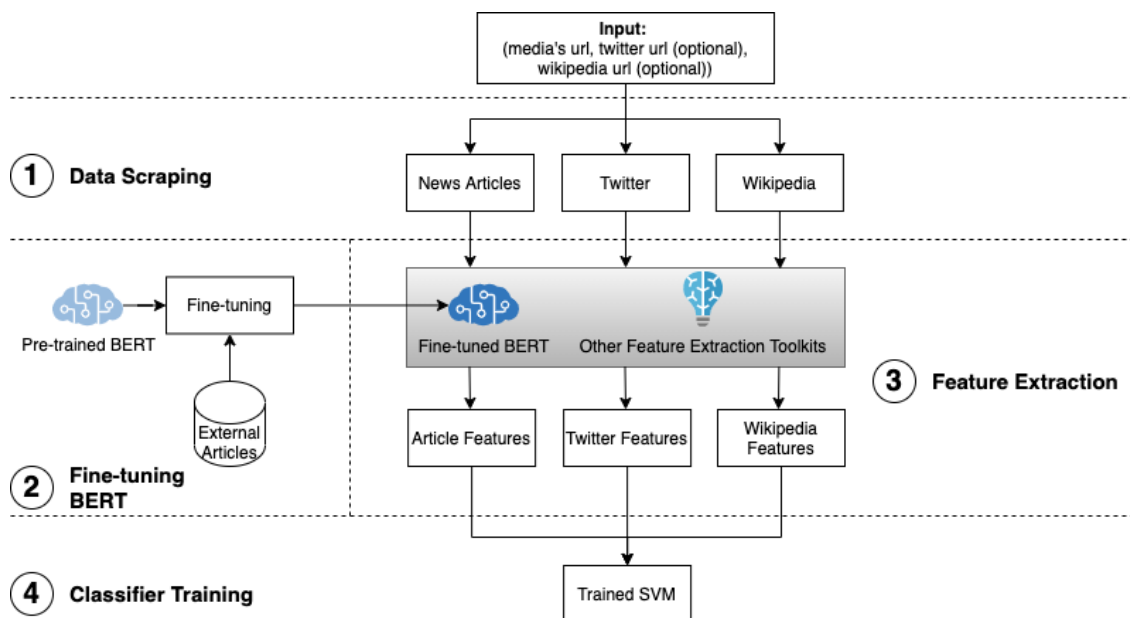 Input:
(media's url, twitter url (optional),
wikipedia url (optional))
1 Data Scraping
News Articles
Twitter
Wikipedia
Pre-trained BERT
Fine-tuning
External
Articles
2 Fine-tuning
BERT
Fine-tuned BERT
Other Feature Extraction Toolkits
3 Feature Extraction
Article Features
Twitter Features
Wikipedia
Features
4 Classifier Training
Trained SVM